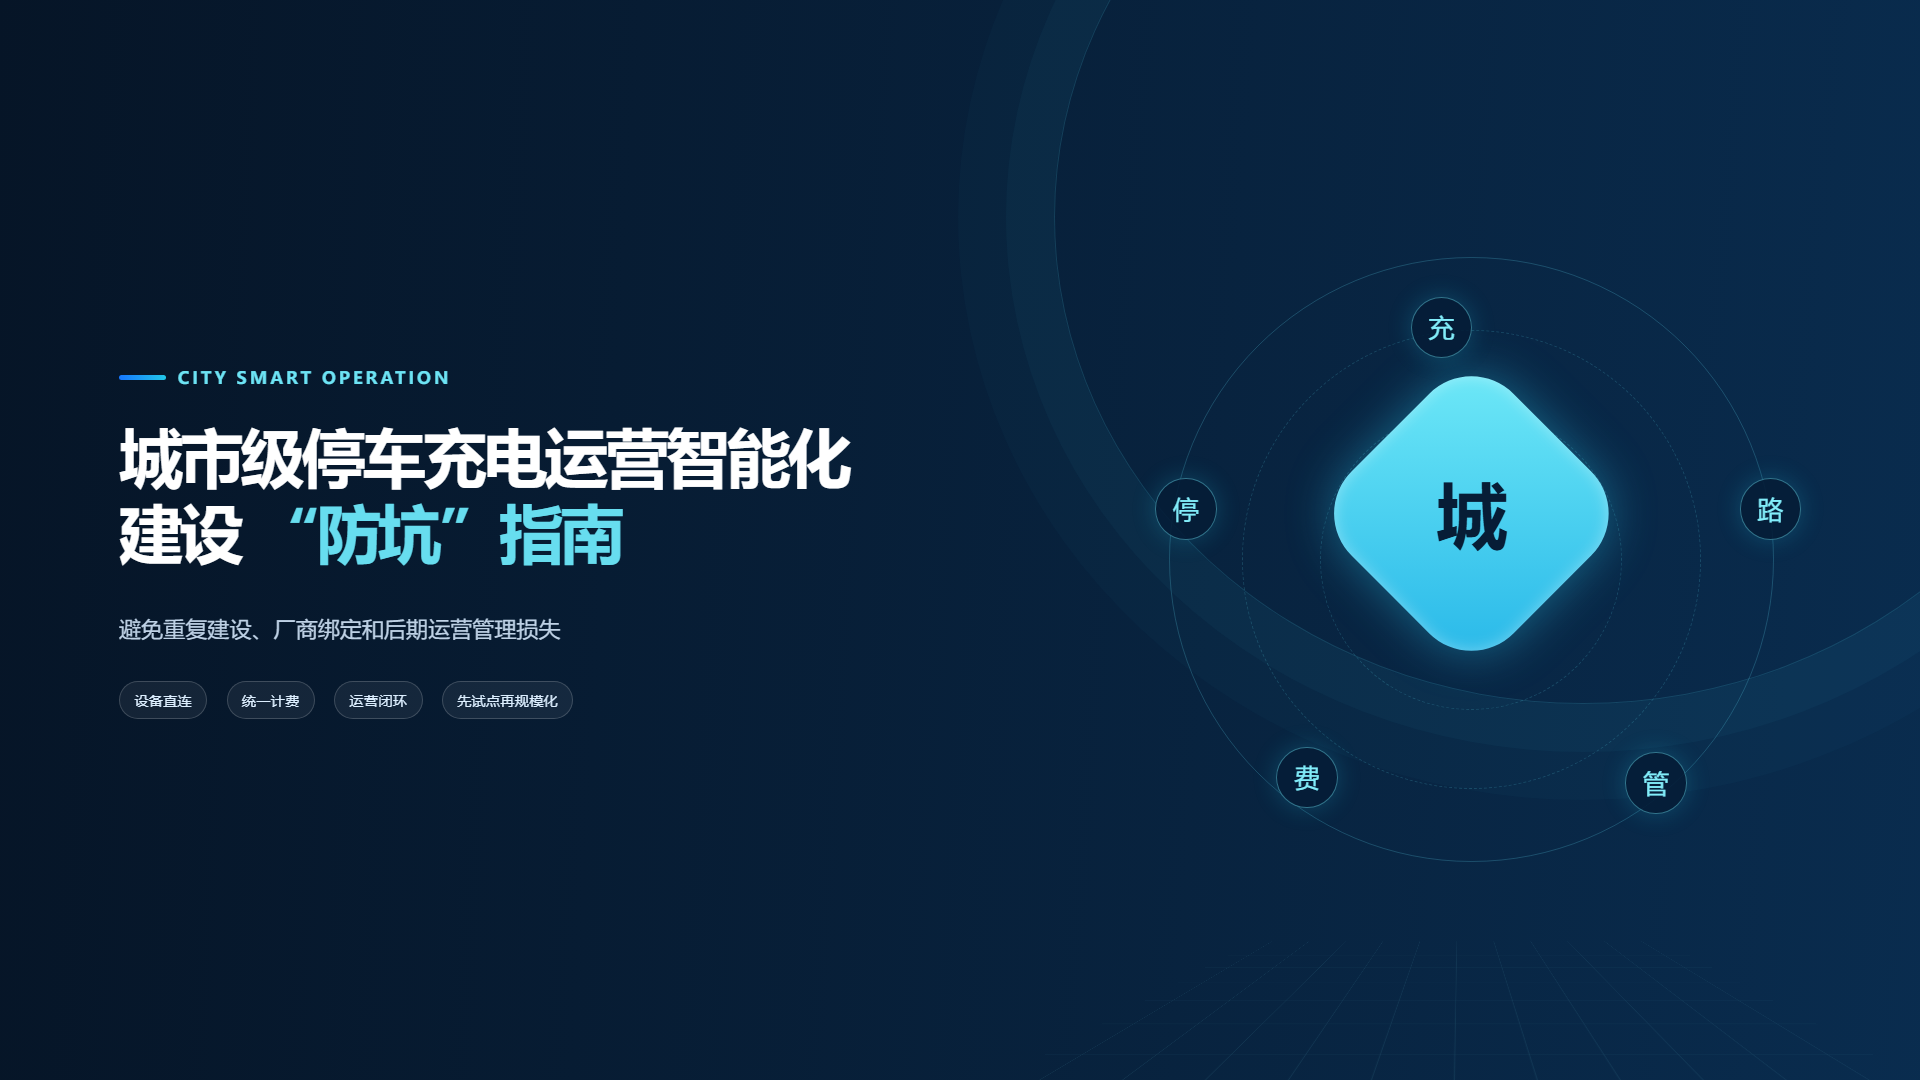 CITY SMART OPERATION
城市级停车充电运营智能化
建设 “防坑”指南
避免重复建设、厂商绑定和后期运营管理损失
设备直连
统一计费
运营闭环
先试点再规模化
充
停
城
路
费
管